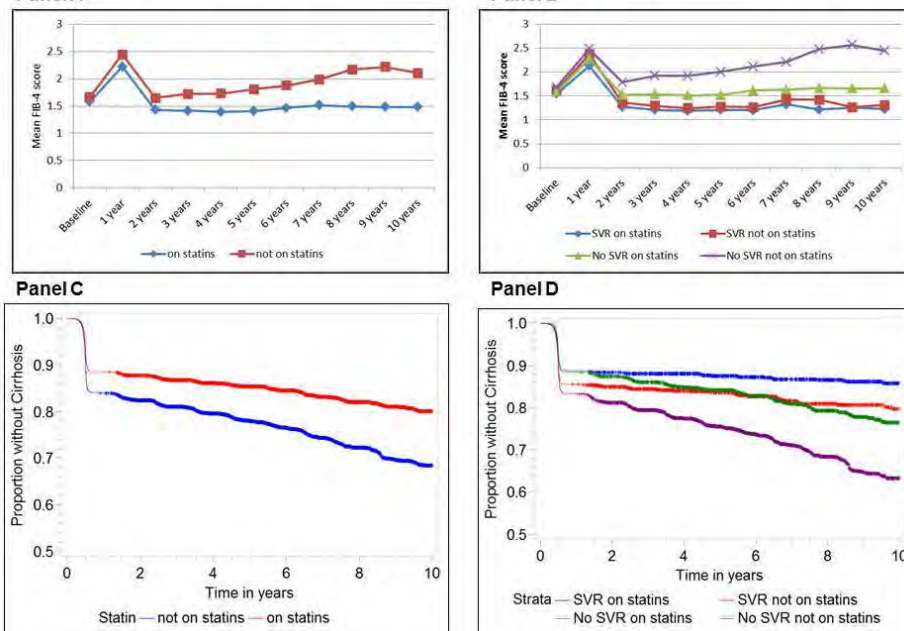 3
2.5
2
1.5
1
0.5
0
Mean FIB-4 score
Baseline
1 year
2 years
3 years
4 years
5 years
6 years
7 years
8 years
9 years
10 years
on statins
not on statins
3
2.5
2
1.5
1
0.5
0
Mean FIB-4 score
Baseline
1 year
2 years
3 years
4 years
5 years
6 years
7 years
8 years
9 years
10 years
SVR on statins
SVR not on statins
No SVR on statins
No SVR not on statins
Panel C
1.0
0.9
0.8
0.7
0.6
0.5
Proportion without Cirrhosis
0 2 4 6 8 10
Time in years
Statin not on statins on statins
Panel D
1.0
0.9
0.8
0.7
0.6
0.5
Proportion without Cirrhosis
0 2 4 6 8 10
Time in years
Strata SVR on statins SVR not on statins
No SVR on statins No SVR not on statins